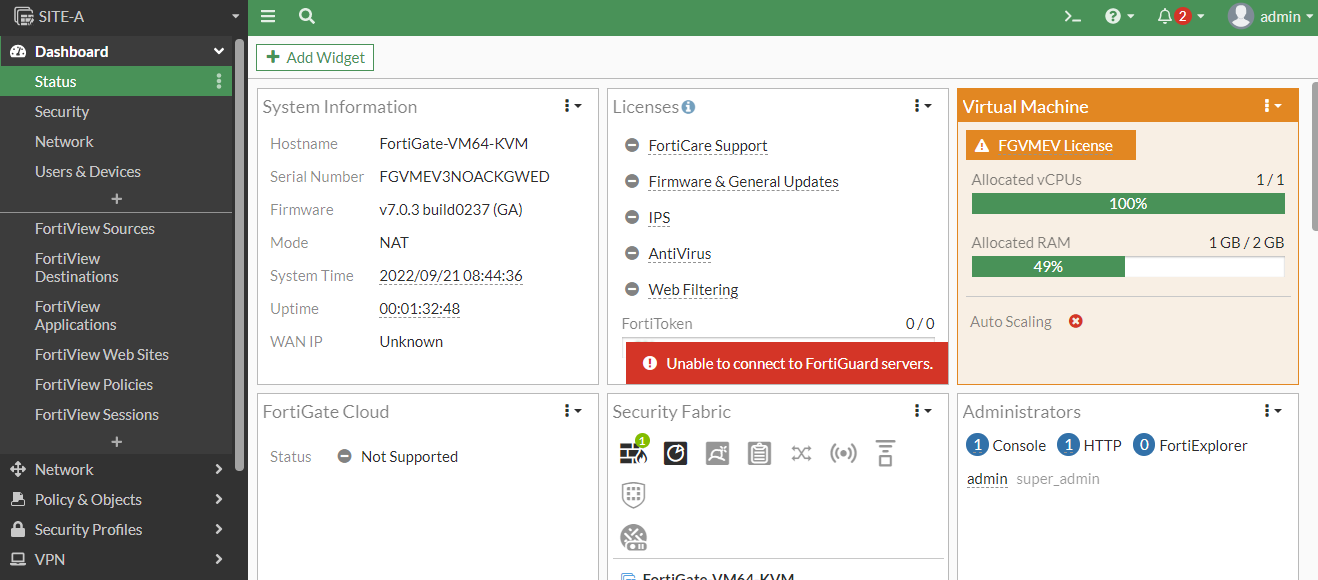 SITE-A
2
admin
Dashboard
Status
Security
Network
Users & Devices
FortiView Sources
FortiView
Destinations
FortiView
Applications
FortiView Web Sites
FortiView Policies
FortiView Sessions
Network
Policy & Objects
Security Profiles
VPN
Add Widget
System Information
Hostname FortiGate-VM64-KVM
Serial Number FGVMEV3NOACKGWED
Firmware v7.0.3 build0237 (GA)
Mode NAT
System Time 2022/09/21 08:44:36
Uptime 00:01:32:48
WAN IP Unknown
Licenses
FortiCare Support
Firmware & General Updates
IPS
AntiVirus
Web Filtering
FortiToken 0 / 0
Unable to connect to FortiGuard servers.
Virtual Machine
FGVMEV License
Allocated vCPUs 1 / 1
100%
Allocated RAM 1 GB / 2 GB
49%
Auto Scaling
FortiGate Cloud
Status Not Supported
Security Fabric
1
FortiGate-VM64-KVM
Administrators
1 Console 1 HTTP 0 FortiExplorer
admin super_admin